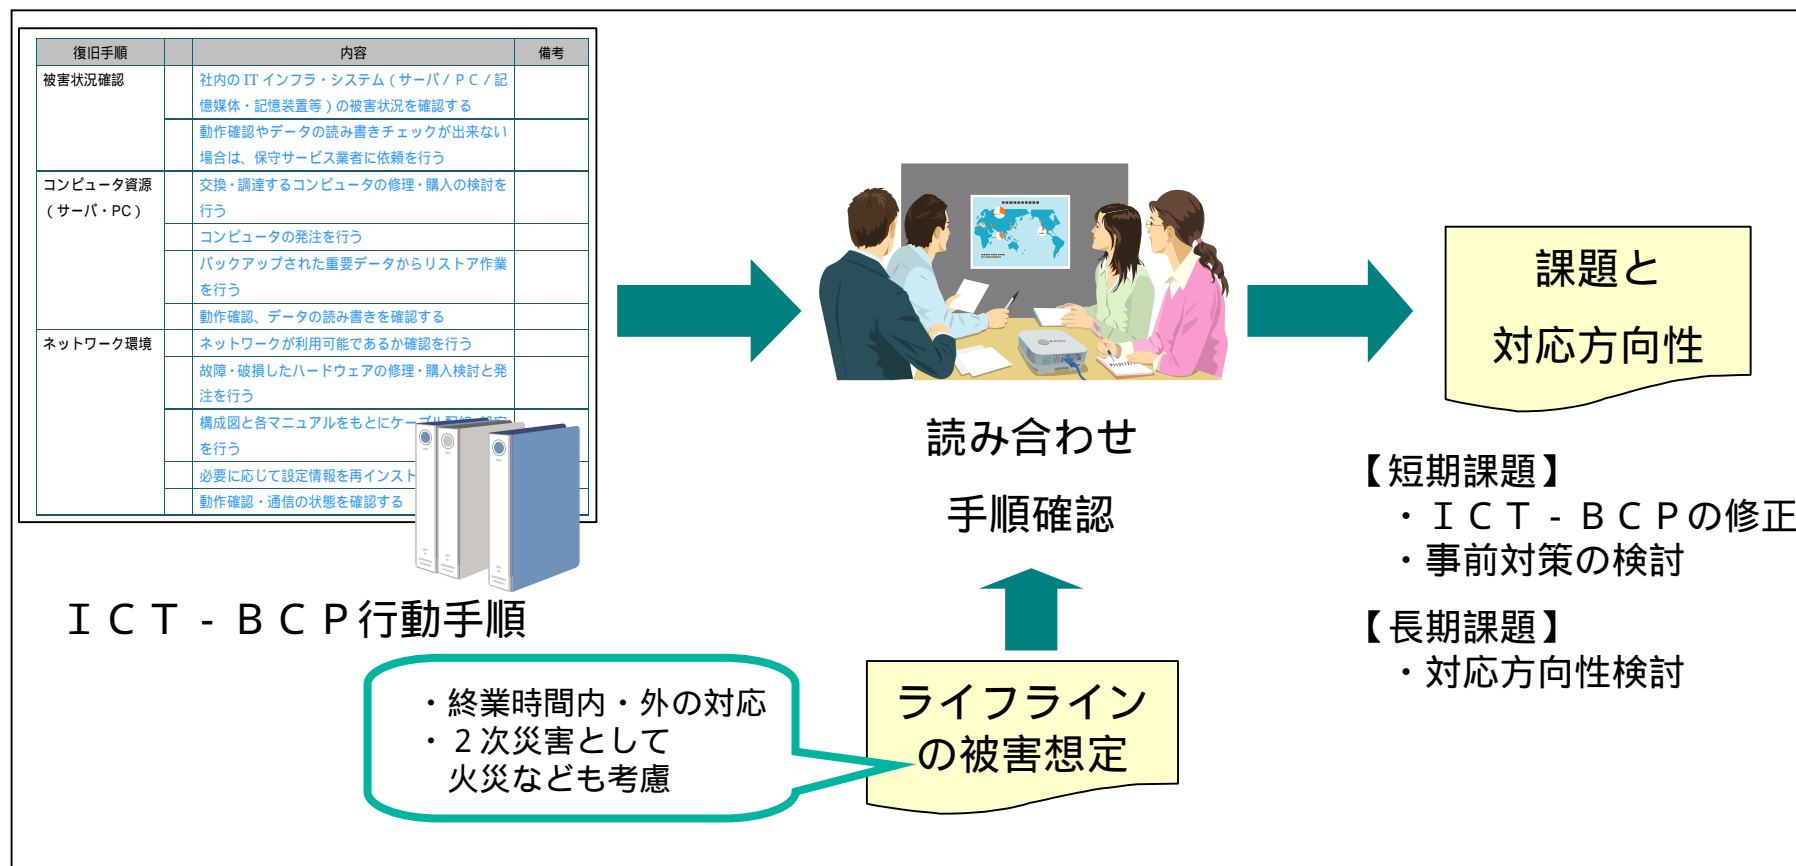 復旧手順 内容 備考
被害状況確認 社内の IT インフラ・システム（サーバ／ＰＣ／記
憶媒体・記憶装置等）の被害状況を確認する
動作確認やデータの読み書きチェックが出来ない
場合は、保守サービス業者に依頼を行う
コンピュータ資源 交換・調達するコンピュータの修理・購入の検討を
（サーバ・PC） 行う
コンピュータの発注を行う
バックアップされた重要データからリストア作業
を行う
動作確認、データの読み書きを確認する
ネットワーク環境 ネットワークが利用可能であるか確認を行う
故障・破損したハードウェアの修理・購入検討と発
注を行う
構成図と各マニュアルをもとにケーブル配線
を行う
必要に応じて設定情報を再インスト
動作確認・通信の状態を確認する
ＩＣＴ‐ＢＣＰ行動手順
・終業時間内・外の対応
・２次災害として
火災なども考慮
ライフライン
の被害想定
読み合わせ
手順確認
課題と
対応方向性
【短期課題】
・ＩＣＴ‐ＢＣＰの修正
・事前対策の検討
【長期課題】
・対応方向性検討